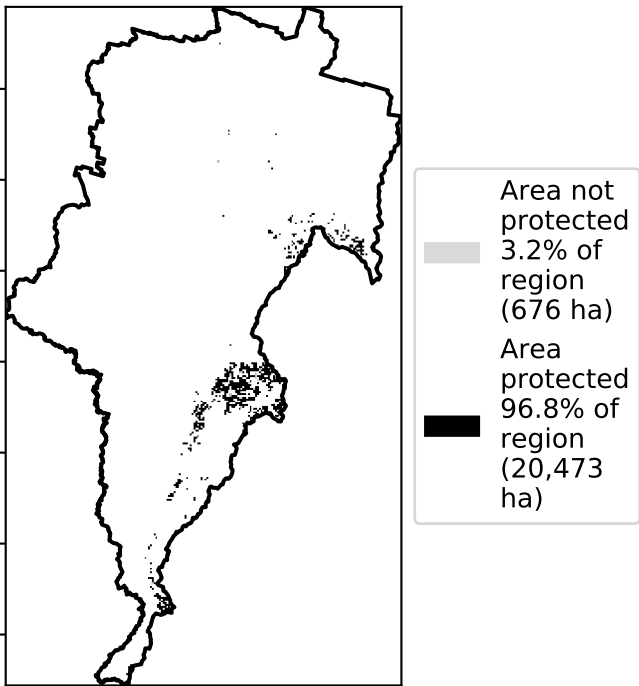 Area not
protected
3.2% of
region
(676 ha)
Area
protected
96.8% of
region
(20,473
ha)